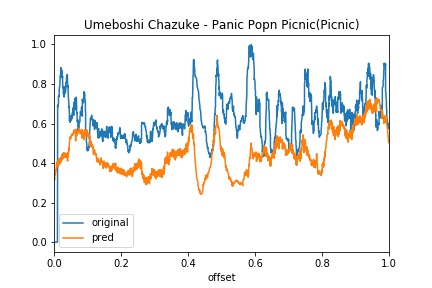 Umeboshi Chazuke - Panic Popn Picnic(Picnic)
1.0
0.8
0.6
0.4
0.2
0.0
original
pred
0.0 0.2 0.4 0.6 0.8 1.0
offset